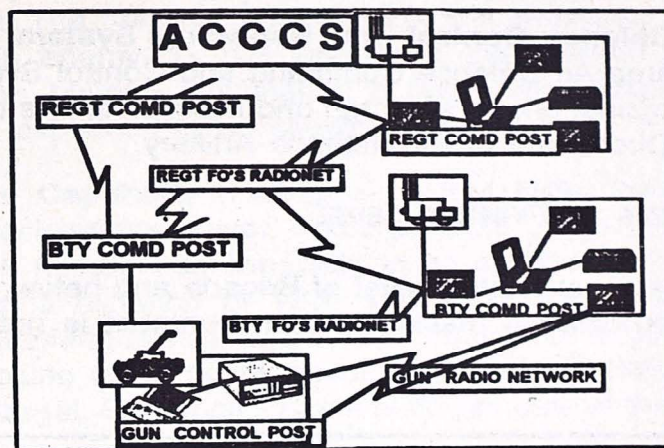 ACCCS
REGT COMD POST
REGT COMD POST
REGT FO'S RADIONET
BTY COMD POST
BTY COMD POST
BTY FO'S RADIONET
GUN RADIO NETWORK
GUN CONTROL POST